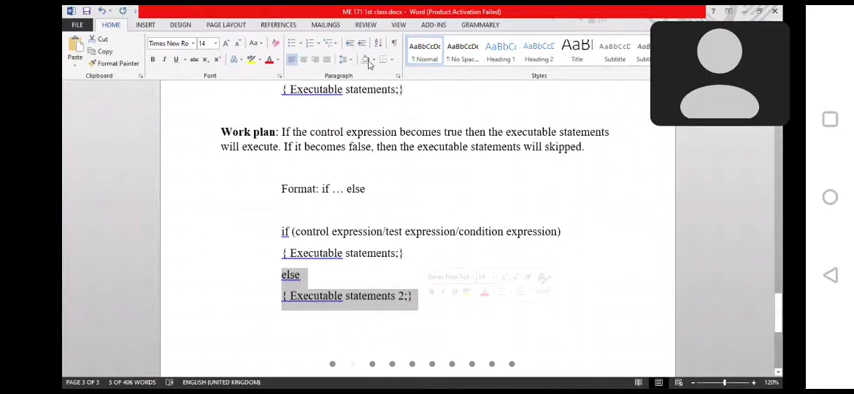 ME 171 1st class.docx - Word (Product Activation Failed)
FILE HOME INSERT DESIGN PAGE LAYOUT REFERENCES MAILINGS REVIEW VIEW ADD-INS GRAMMARLY
Cut
Copy
Format Painter
Paste
Times New Ro 14
AaBbCcDc AaBbCcDc AaBbCc AaBbCcD AaBl AaBbCcD
¶ Normal ¶ No Spac... Heading 1 Heading 2 Title Subtitle
Clipboard Font Paragraph Styles
{ Executable statements;}
Work plan: If the control expression becomes true then the executable statements
will execute. If it becomes false, then the executable statements will skipped.
Format: if … else
if (control expression/test expression/condition expression)
{ Executable statements;}
else
{ Executable statements 2;}
PAGE 3 OF 3 5 OF 406 WORDS ENGLISH (UNITED KINGDOM) 120%